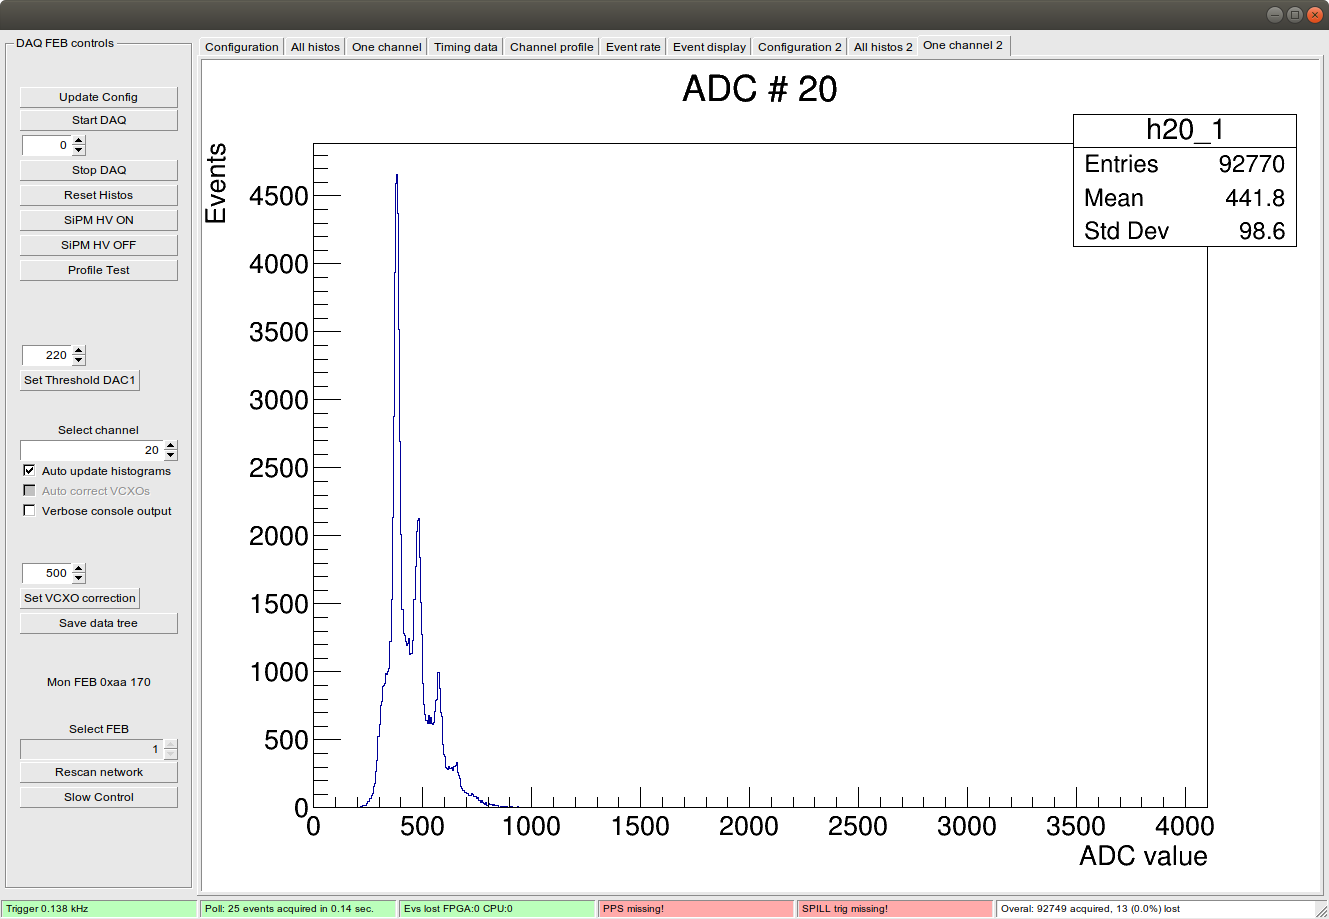 DAQ FEB controls
Update Config
Start DAQ
0
Stop DAQ
Reset Histos
SiPM HV ON
SiPM HV OFF
Profile Test
220
Set Threshold DAC1
Select channel
20
Auto update histograms
Auto correct VCXOs
Verbose console output
500
Set VCXO correction
Save data tree
Mon FEB 0xaa 170
Select FEB
1
Rescan network
Slow Control
Configuration All histos One channel Timing data Channel profile Event rate Event display Configuration 2 All histos 2 One channel 2
ADC # 20
h20_1
Entries 92770
Mean 441.8
Std Dev 98.6
Events
4500
4000
3500
3000
2500
2000
1500
1000
500
0
0 500 1000 1500 2000 2500 3000 3500 4000
ADC value
Trigger 0.138 kHz Poll: 25 events acquired in 0.14 sec. Evs lost FPGA:0 CPU:0 PPS missing! SPILL trig missing! Overal: 92749 acquired, 13 (0.0%) lost